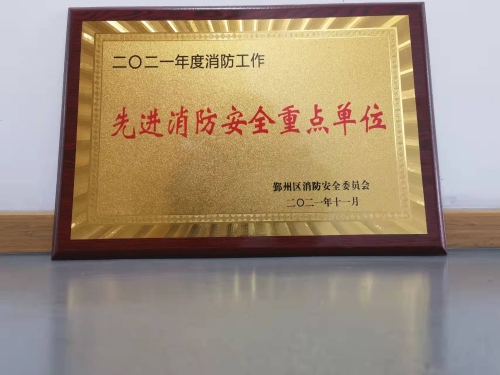 二〇二一年度消防工作
先进消防安全重点单位
鄞州区消防安全委员会
二〇二一年十一月